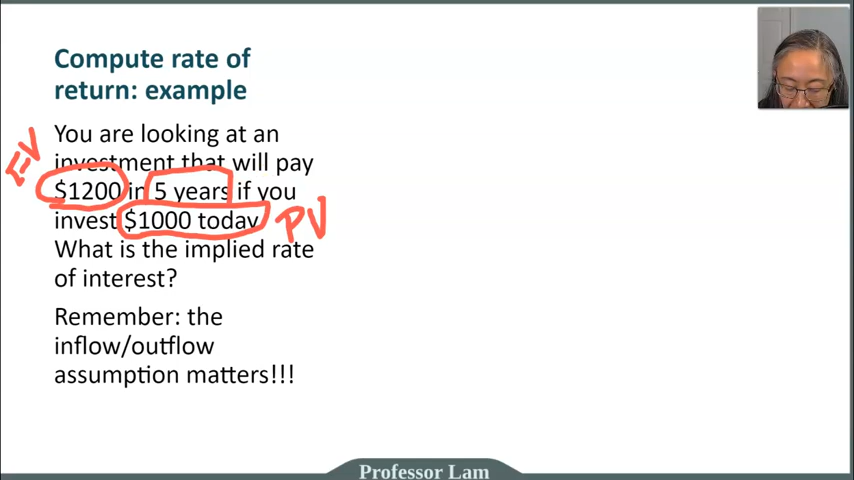 Compute rate of
return: example
You are looking at an
investment that will pay
$1200 in 5 years if you
invest $1000 today.
What is the implied rate
of interest?
Remember: the
inflow/outflow
assumption matters!!!
FV
PV
Professor Lam